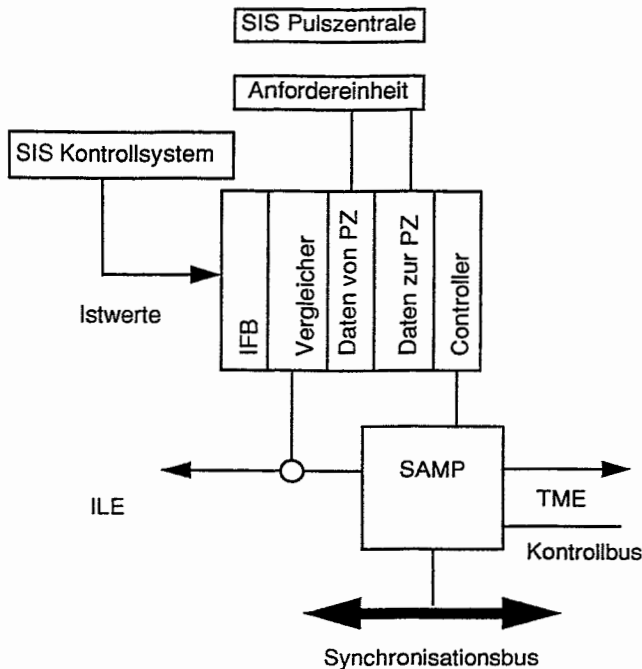 SIS Pulszentrale
Anfordereinheit
SIS Kontrollsystem
IFB
Vergleicher
Daten von PZ
Daten zur PZ
Controller
Istwerte
SAMP
ILE
TME
Kontrollbus
Synchronisationsbus